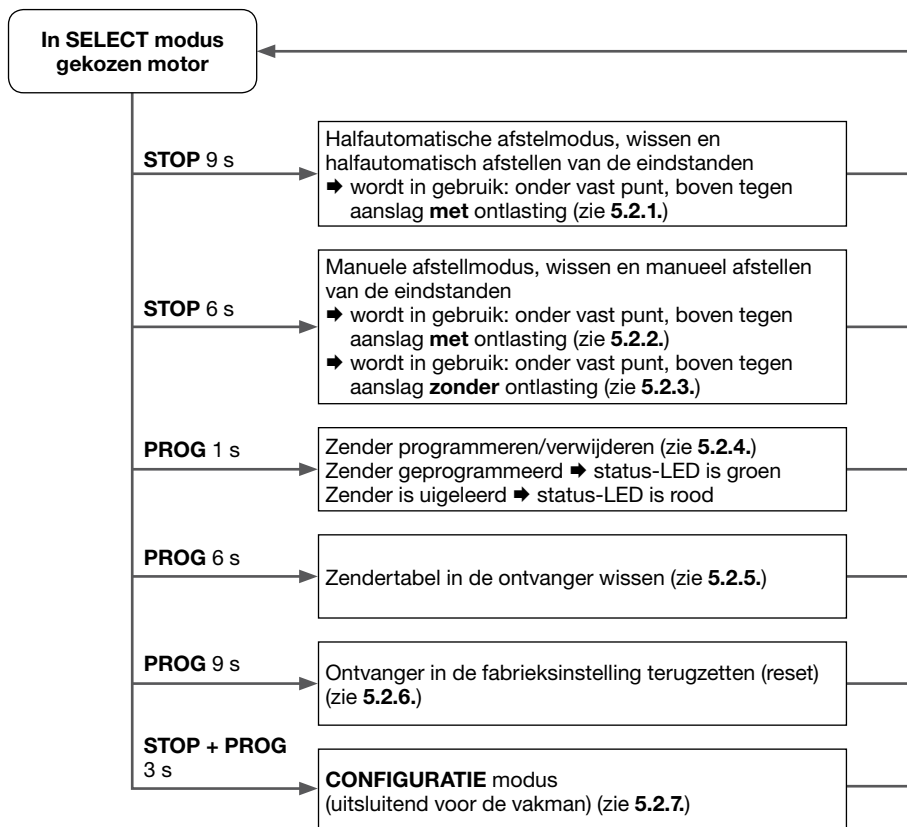 In SELECT modus
gekozen motor
STOP 9 s
Halfautomatische afstelmodus, wissen en
halfautomatisch afstellen van de eindstanden
➡ wordt in gebruik: onder vast punt, boven tegen
aanslag met ontlasting (zie 5.2.1.)
STOP 6 s
Manuele afstellmodus, wissen en manueel afstellen
van de eindstanden
➡ wordt in gebruik: onder vast punt, boven tegen
aanslag met ontlasting (zie 5.2.2.)
➡ wordt in gebruik: onder vast punt, boven tegen
aanslag zonder ontlasting (zie 5.2.3.)
PROG 1 s
Zender programmeren/verwijderen (zie 5.2.4.)
Zender geprogrammeerd ➡ status-LED is groen
Zender is uigeleerd ➡ status-LED is rood
PROG 6 s
Zendertabel in de ontvanger wissen (zie 5.2.5.)
PROG 9 s
Ontvanger in de fabrieksinstelling terugzetten (reset)
(zie 5.2.6.)
STOP + PROG
3 s
CONFIGURATIE modus
(uitsluitend voor de vakman) (zie 5.2.7.)